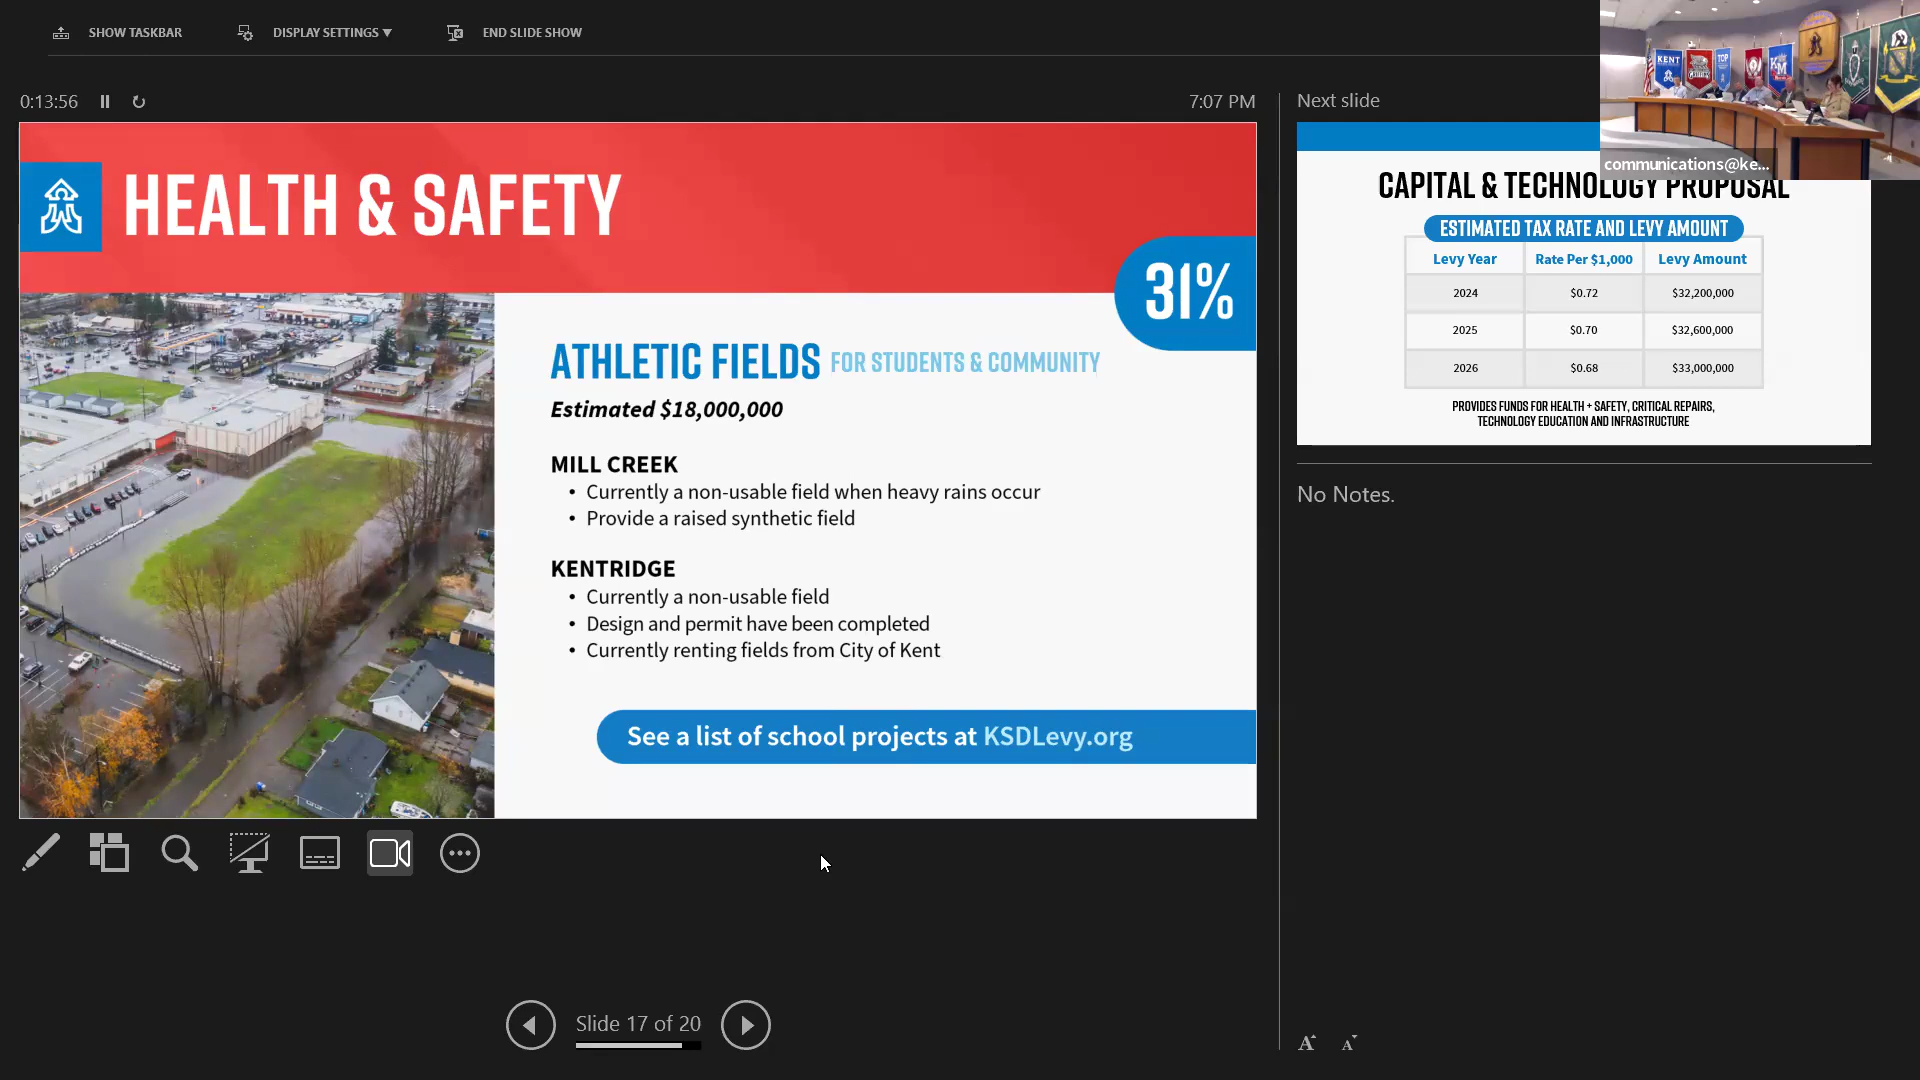 SHOW TASKBAR
DISPLAY SETTINGS ▼
END SLIDE SHOW
0:13:56
7:07 PM
HEALTH & SAFETY
31%
ATHLETIC FIELDS FOR STUDENTS & COMMUNITY
Estimated $18,000,000
MILL CREEK
• Currently a non-usable field when heavy rains occur
• Provide a raised synthetic field
KENTRIDGE
• Currently a non-usable field
• Design and permit have been completed
• Currently renting fields from City of Kent
See a list of school projects at KSDLevy.org
Slide 17 of 20
Next slide
KENT
TOP
KM
communications@ke...
CAPITAL & TECHNOLOGY PROPOSAL
ESTIMATED TAX RATE AND LEVY AMOUNT
Levy Year Rate Per $1,000 Levy Amount
2024 $0.72 $32,200,000
2025 $0.70 $32,600,000
2026 $0.68 $33,000,000
PROVIDES FUNDS FOR HEALTH + SAFETY, CRITICAL REPAIRS,
TECHNOLOGY EDUCATION AND INFRASTRUCTURE
No Notes.
A A